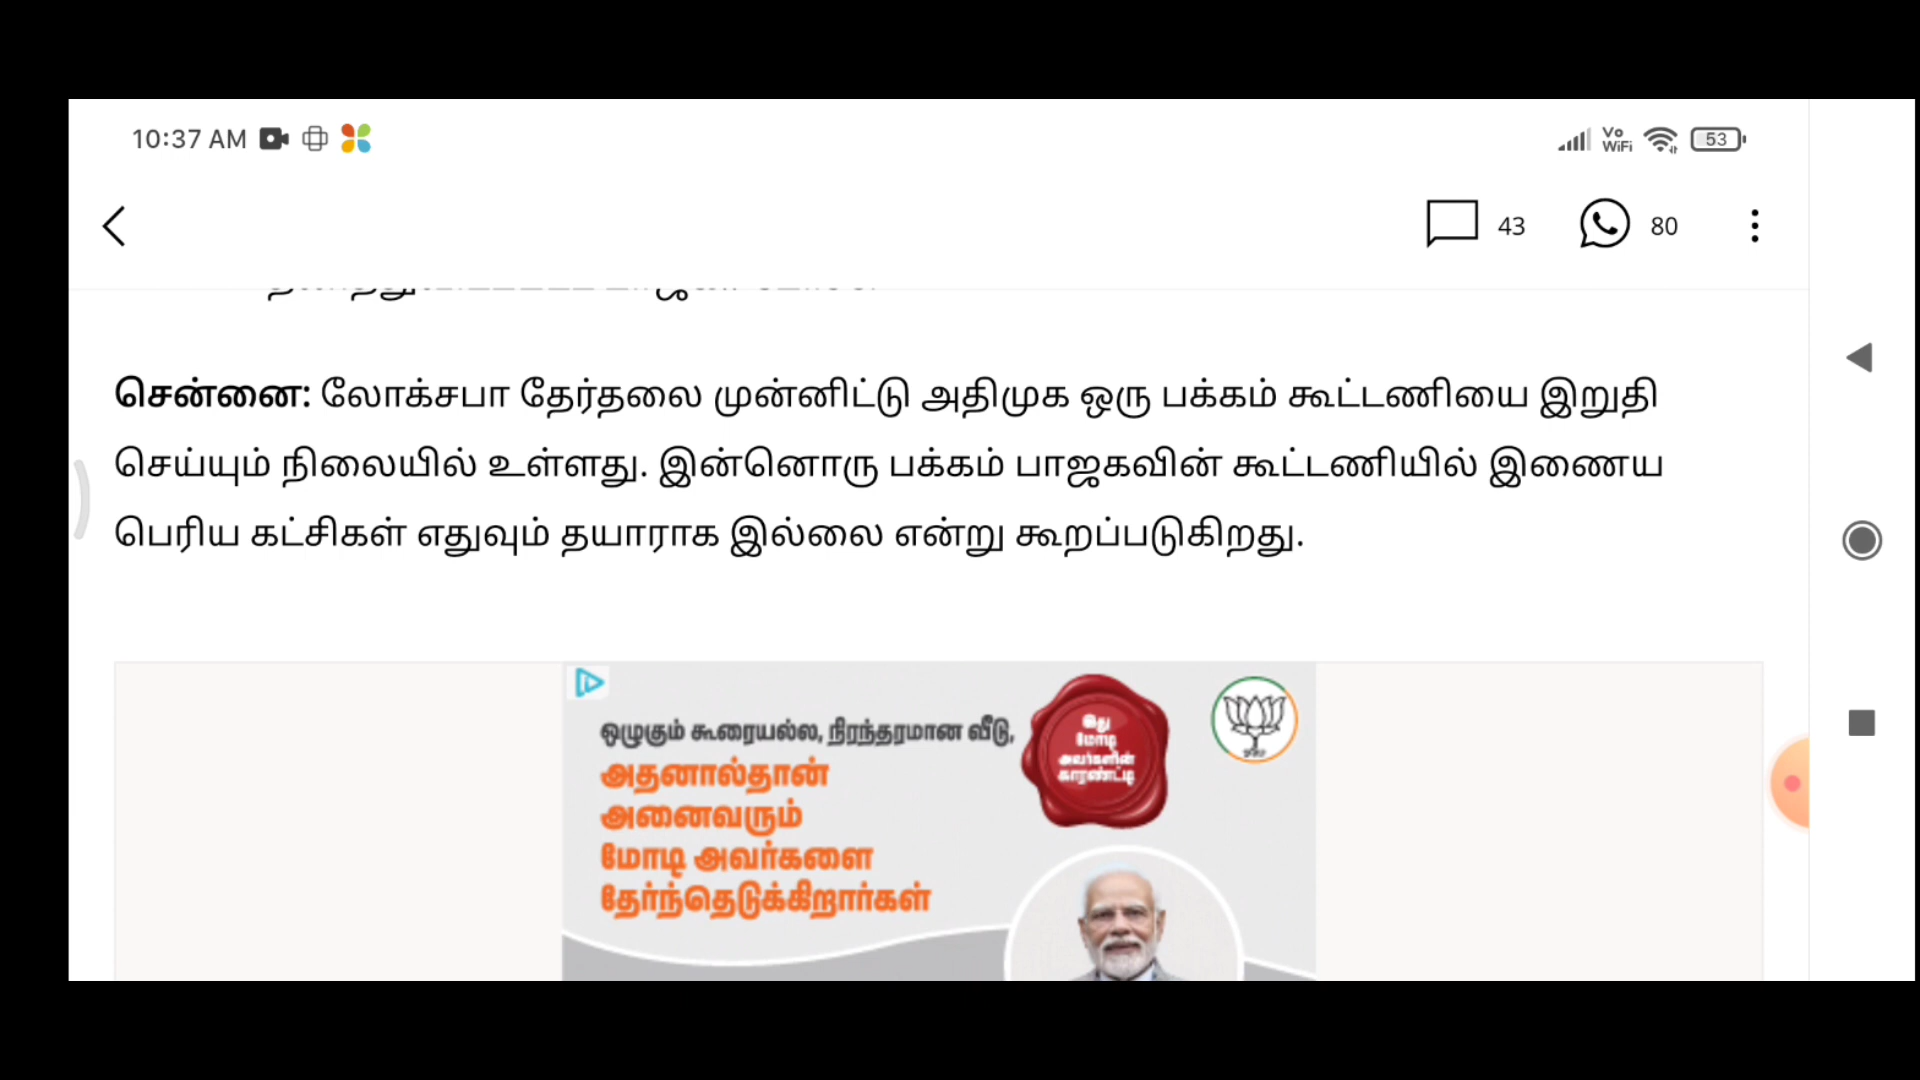 10:37 AM
Vo WiFi
53
43
80
சென்னை: லோக்சபா தேர்தலை முன்னிட்டு அதிமுக ஒரு பக்கம் கூட்டணியை இறுதி
செய்யும் நிலையில் உள்ளது. இன்னொரு பக்கம் பாஜகவின் கூட்டணியில் இணைய
பெரிய கட்சிகள் எதுவும் தயாராக இல்லை என்று கூறப்படுகிறது.
ஒழுகும் கூரையல்ல, நிரந்தரமான வீடு,
அதனால்தான்
அனைவரும்
மோடி அவர்களை
தேர்ந்தெடுக்கிறார்கள்
இது
மோடி
அவர்களின்
காரண்ட்டி